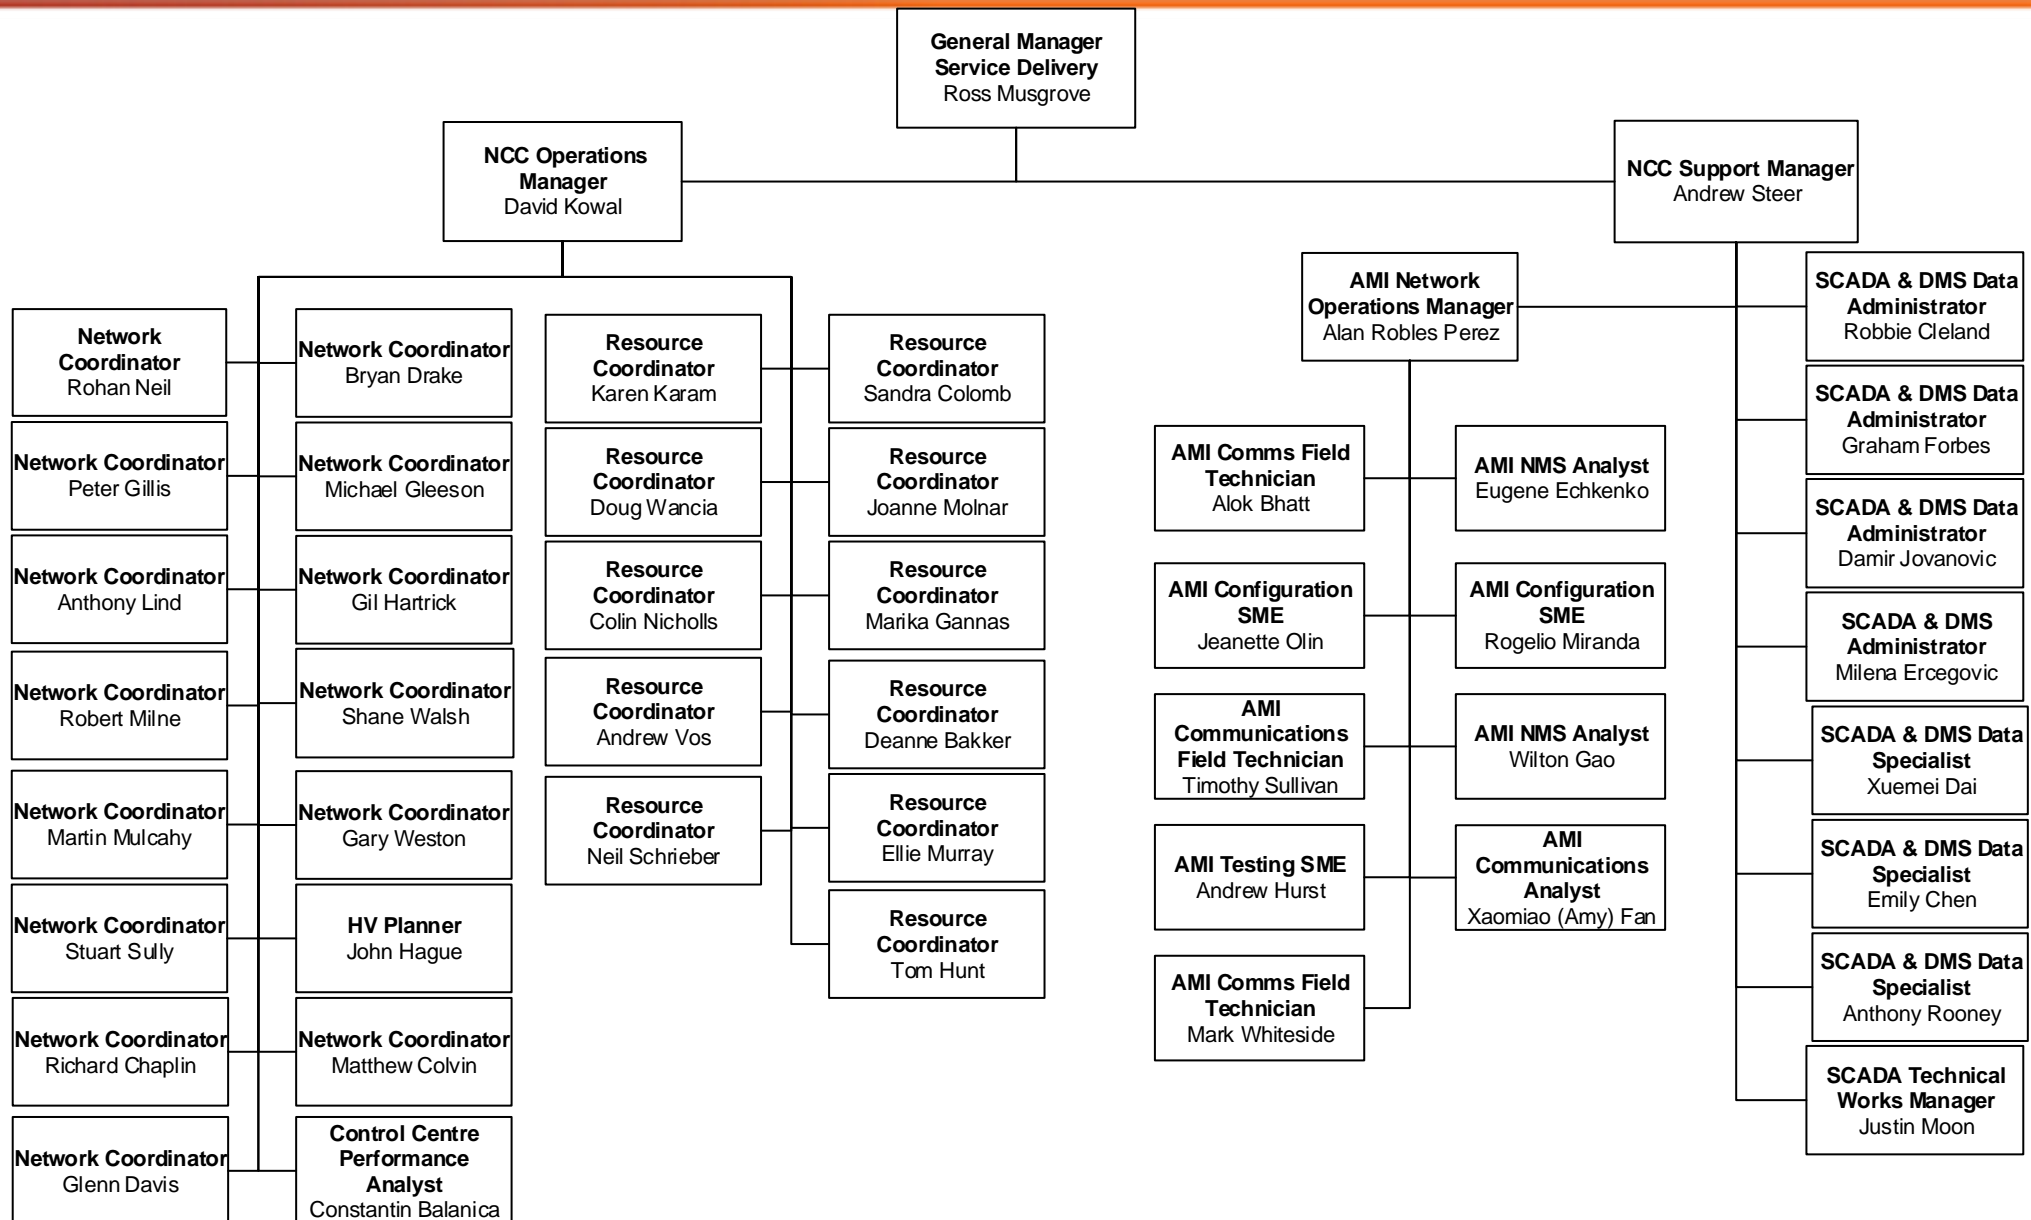 General Manager
Service Delivery
Ross Musgrove
NCC Operations
Manager
David Kowal
NCC Support Manager
Andrew Steer
Network
Coordinator
Rohan Neil
Network Coordinator
Bryan Drake
Network Coordinator
Peter Gillis
Network Coordinator
Michael Gleeson
Network Coordinator
Anthony Lind
Network Coordinator
Gil Hartrick
Network Coordinator
Robert Milne
Network Coordinator
Shane Walsh
Network Coordinator
Martin Mulcahy
Network Coordinator
Gary Weston
Network Coordinator
Stuart Sully
HV Planner
John Hague
Network Coordinator
Richard Chaplin
Network Coordinator
Matthew Colvin
Network Coordinator
Glenn Davis
Control Centre
Performance
Analyst
Constantin Balanica
Resource
Coordinator
Karen Karam
Resource
Coordinator
Sandra Colomb
Resource
Coordinator
Doug Wancia
Resource
Coordinator
Joanne Molnar
Resource
Coordinator
Colin Nicholls
Resource
Coordinator
Marika Gannas
Resource
Coordinator
Andrew Vos
Resource
Coordinator
Deanne Bakker
Resource
Coordinator
Neil Schrieber
Resource
Coordinator
Ellie Murray
Resource
Coordinator
Tom Hunt
AMI Network
Operations Manager
Alan Robles Perez
AMI Comms Field
Technician
Alok Bhatt
AMI NMS Analyst
Eugene Echkenko
AMI Configuration
SME
Jeanette Olin
AMI Configuration
SME
Rogelio Miranda
AMI
Communications
Field Technician
Timothy Sullivan
AMI NMS Analyst
Wilton Gao
AMI Testing SME
Andrew Hurst
AMI
Communications
Analyst
Xaomiao (Amy) Fan
AMI Comms Field
Technician
Mark Whiteside
SCADA & DMS Data
Administrator
Robbie Cleland
SCADA & DMS Data
Administrator
Graham Forbes
SCADA & DMS Data
Administrator
Damir Jovanovic
SCADA & DMS
Administrator
Milena Ercegovic
SCADA & DMS Data
Specialist
Xuemei Dai
SCADA & DMS Data
Specialist
Emily Chen
SCADA & DMS Data
Specialist
Anthony Rooney
SCADA Technical
Works Manager
Justin Moon